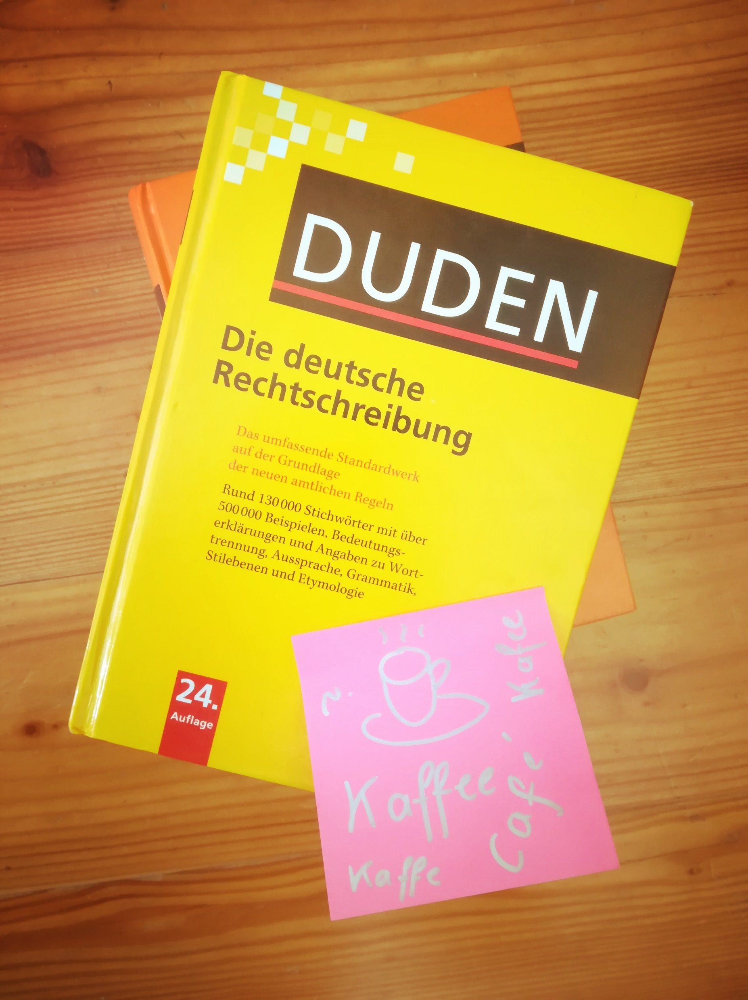 DUDEN
Die deutsche
Rechtschreibung
Das umfassende Standardwerk
auf der Grundlage
der neuen amtlichen Regeln
Rund 130 000 Stichwörter mit über
500 000 Beispielen, Bedeutungs-
erklärungen und Angaben zu Wort-
trennung, Aussprache, Grammatik,
Stilebenen und Etymologie
24.
Auflage
Kafee
Kaffee
Café
Kaffe